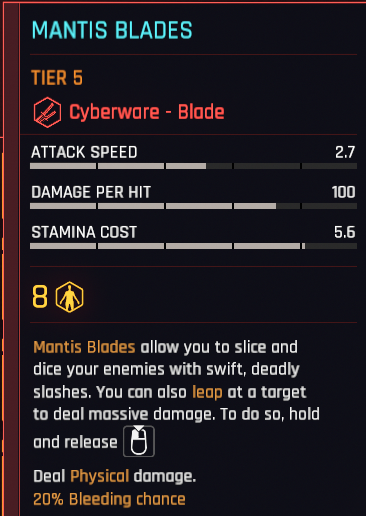 MANTIS BLADES
TIER 5
Cyberware - Blade
ATTACK SPEED 2.7
DAMAGE PER HIT 100
STAMINA COST 5.6
8
Mantis Blades allow you to slice and
dice your enemies with swift, deadly
slashes. You can also leap at a target
to deal massive damage. To do so, hold
and release
Deal Physical damage.
20% Bleeding chance